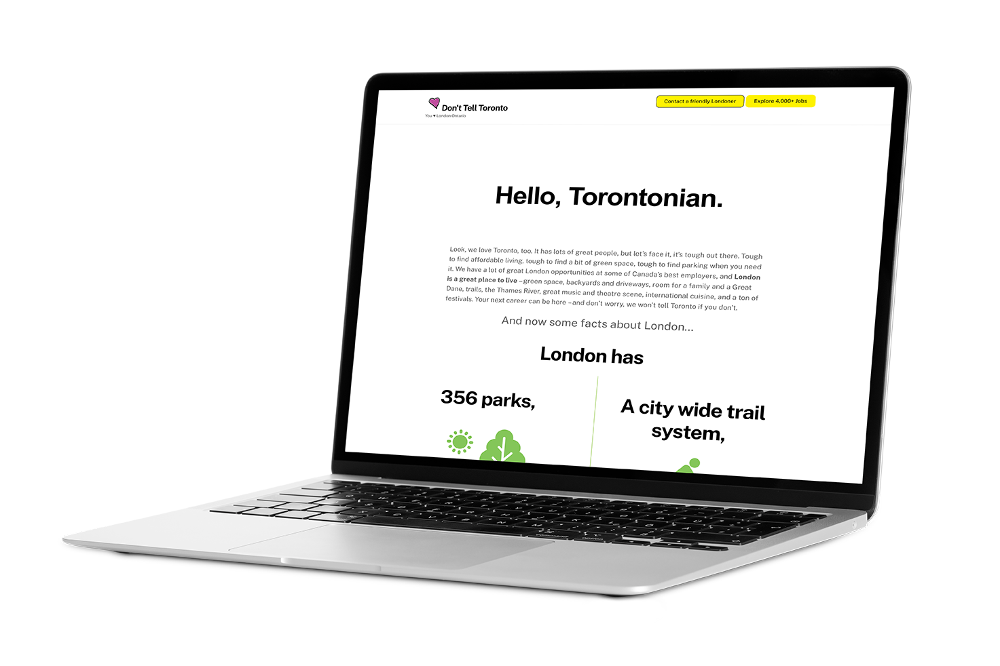 Don't Tell Toronto
You ♥ London Ontario
Contact a friendly Londoner
Explore 4,000+ Jobs
Hello, Torontonian.
Look, we love Toronto, too. It has lots of great people, but let's face it, it's tough out there. Tough
to find affordable living, tough to find a bit of green space, tough to find parking when you need
it. We have a lot of great London opportunities at some of Canada's best employers, and London
is a great place to live – green space, backyards and driveways, room for a family and a Great
Dane, trails, the Thames River, great music and theatre scene, international cuisine, and a ton of
festivals. Your next career can be here – and don't worry, we won't tell Toronto if you don't.
And now some facts about London...
London has
356 parks,
A city wide trail
system,
command
option